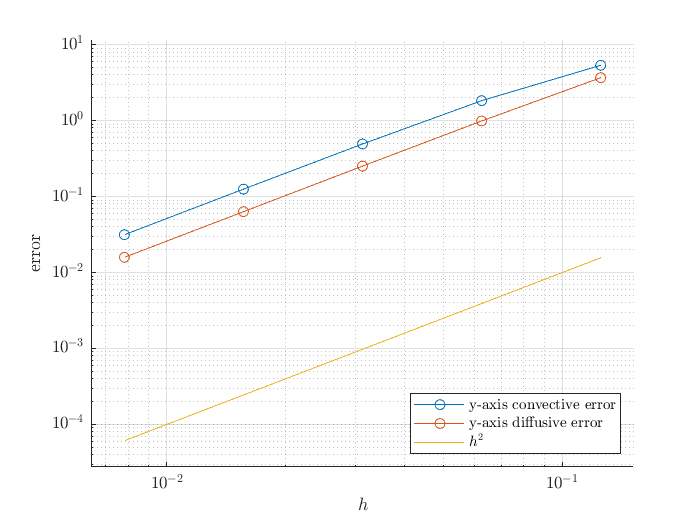 10^1
10^0
10^{-1}
10^{-2}
10^{-3}
10^{-4}
error
10^{-2}
10^{-1}
h
y-axis convective error
y-axis diffusive error
h^2